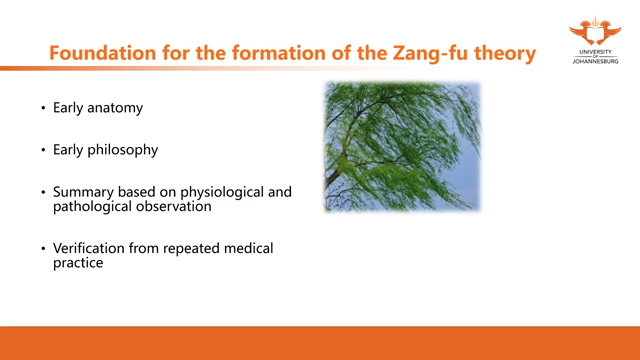 Foundation for the formation of the Zang-fu theory
UNIVERSITY
OF
JOHANNESBURG
• Early anatomy
• Early philosophy
• Summary based on physiological and
pathological observation
• Verification from repeated medical
practice